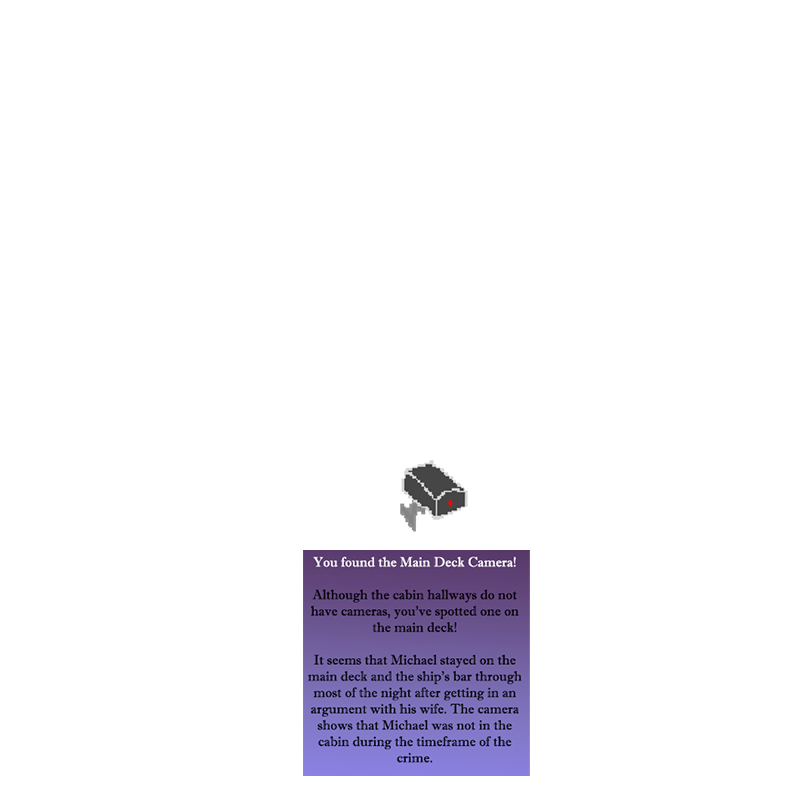 You found the Main Deck Camera!
Although the cabin hallways do not
have cameras, you've spotted one on
the main deck!
It seems that Michael stayed on the
main deck and the ship's bar through
most of the night after getting in an
argument with his wife. The camera
shows that Michael was not in the
cabin during the timeframe of the
crime.